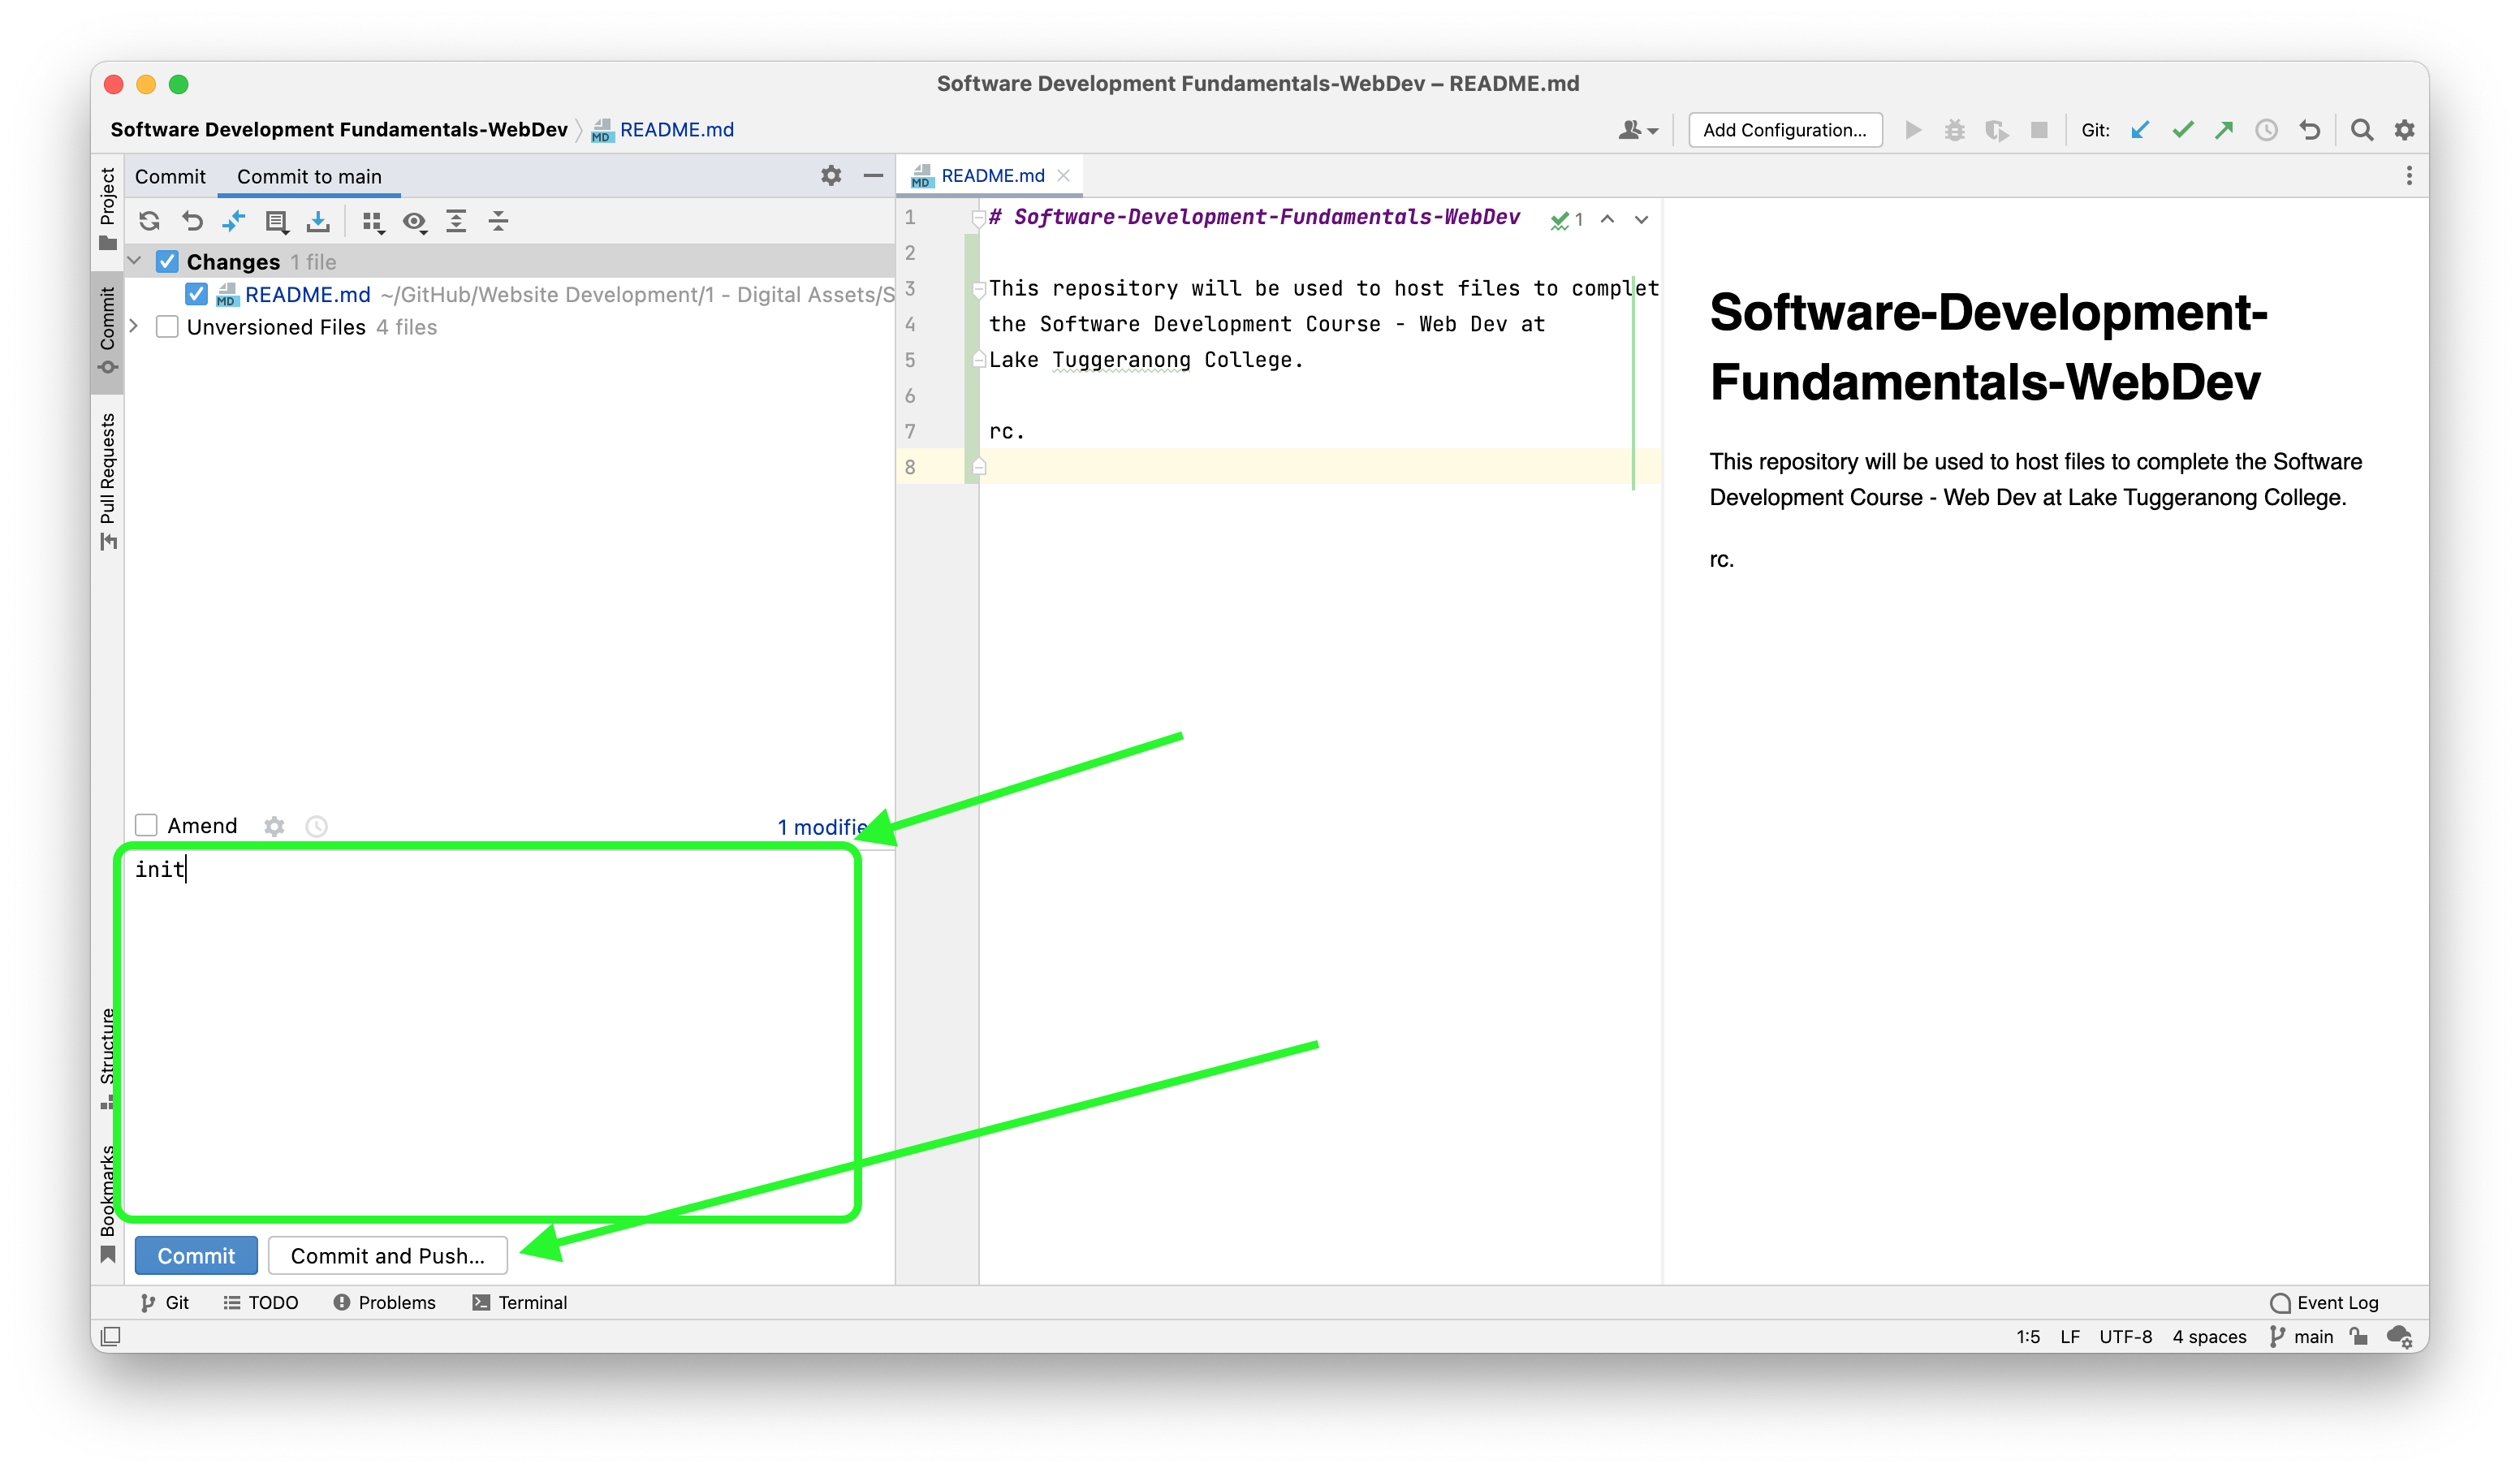 Software Development Fundamentals-WebDev – README.md
Software Development Fundamentals-WebDev
MD README.md
Add Configuration...
Git:
Project
Commit
Pull Requests
Structure
Bookmarks
Commit
Commit to main
Changes 1 file
MD README.md ~/GitHub/Website Development/1 - Digital Assets/S
Unversioned Files 4 files
Amend
1 modifie
init
Commit
Commit and Push...
MD README.md
1
# Software-Development-Fundamentals-WebDev
1
2
3 This repository will be used to host files to complet
4 the Software Development Course - Web Dev at
5 Lake Tuggeranong College.
6
7 rc.
8
Software-Development-
Fundamentals-WebDev
This repository will be used to host files to complete the Software
Development Course - Web Dev at Lake Tuggeranong College.
rc.
Git
TODO
Problems
Terminal
Event Log
1:5 LF UTF-8 4 spaces main